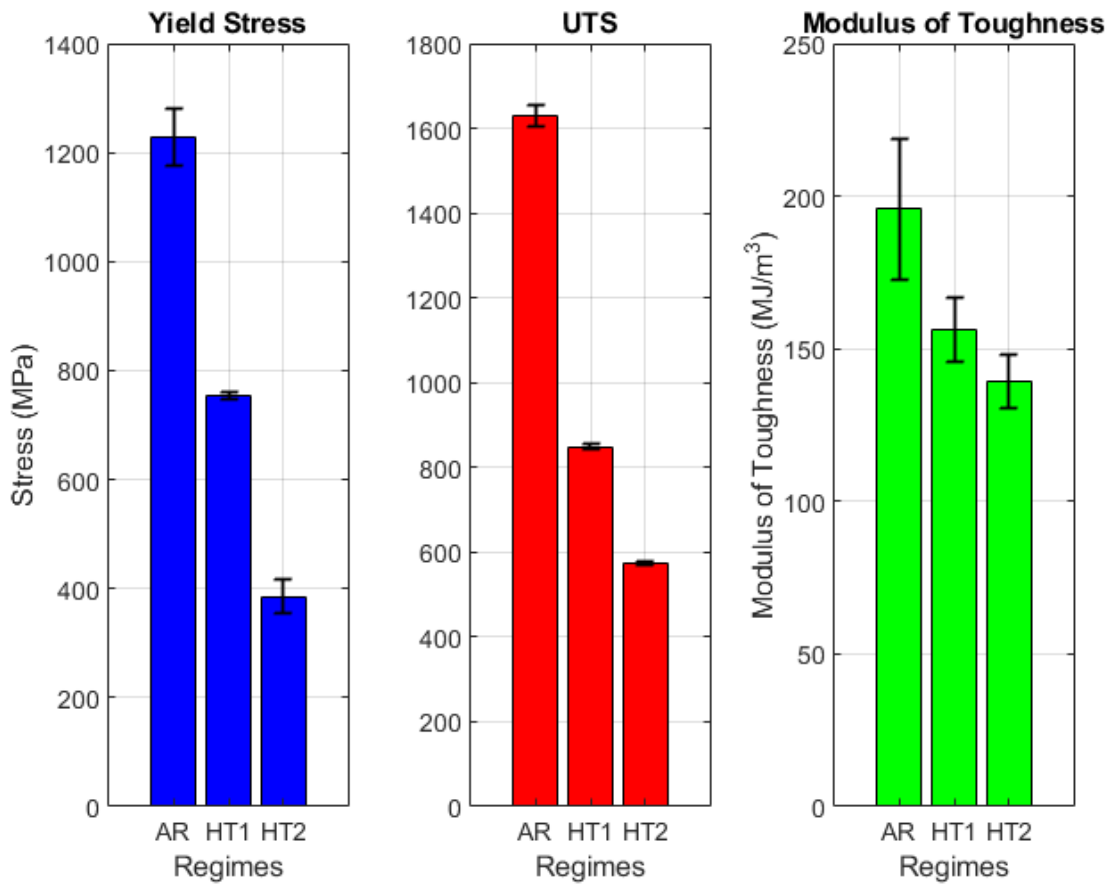 Yield Stress
Stress (MPa)
1400
1200
1000
800
600
400
200
0
AR HT1 HT2
Regimes
UTS
1800
1600
1400
1200
1000
800
600
400
200
0
AR HT1 HT2
Regimes
Modulus of Toughness
Modulus of Toughness (MJ/m³)
250
200
150
100
50
0
AR HT1 HT2
Regimes